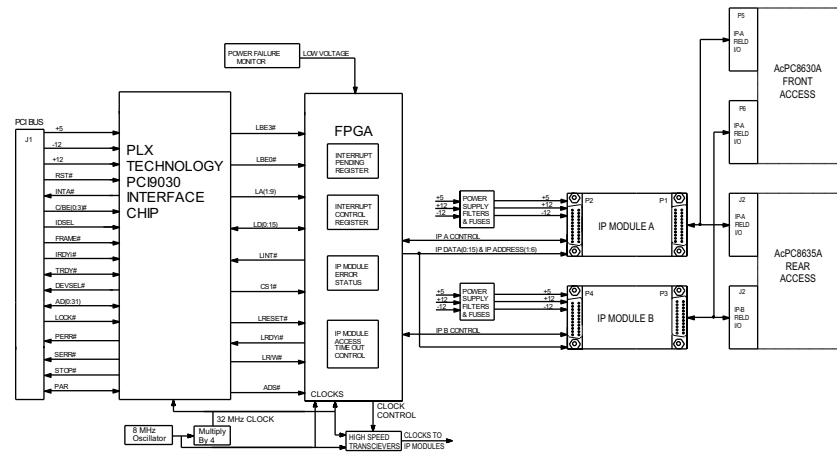 POWER FAILURE
MONITOR
LOW VOLTAGE
PCI BUS
J1
+5
-12
+12
RST#
INTA#
C/BE(0:3)#
IDSEL
FRAME#
IRDY#
TRDY#
DEVSEL#
AD(0:31)
LOCK#
PERR#
SERR#
STOP#
PAR
PLX
TECHNOLOGY
PCI9030
INTERFACE
CHIP
LBE3#
LBE0#
LA(1:9)
LD(0:15)
LINT#
CS1#
LRESET#
LRDYi#
LR/W#
ADS#
FPGA
INTERRUPT
PENDING
REGISTER
INTERRUPT
CONTROL
REGISTER
IP MODULE
ERROR
STATUS
IP MODULE
ACCESS
TIME OUT
CONTROL
CLOCKS
CLOCK
CONTROL
32 MHz CLOCK
8 MHz
Oscillator
Multiply
By 4
HIGH SPEED
TRANSCIEVERS
CLOCKS TO
IP MODULES
+5
+12
-12
POWER
SUPPLY
FILTERS
& FUSES
+5
+12
-12
IP A CONTROL
IP DATA(0:15) & IP ADDRESS(1:6)
P2
P1
IP MODULE A
+5
+12
-12
POWER
SUPPLY
FILTERS
& FUSES
+5
+12
-12
IP B CONTROL
P4
P3
IP MODULE B
P5
IP-A
RELD
I/O
P6
IP-A
RELD
I/O
AcPC8630A
FRONT
ACCESS
J2
IP-A
RELD
I/O
J2
IP-B
RELD
I/O
AcPC8635A
REAR
ACCESS